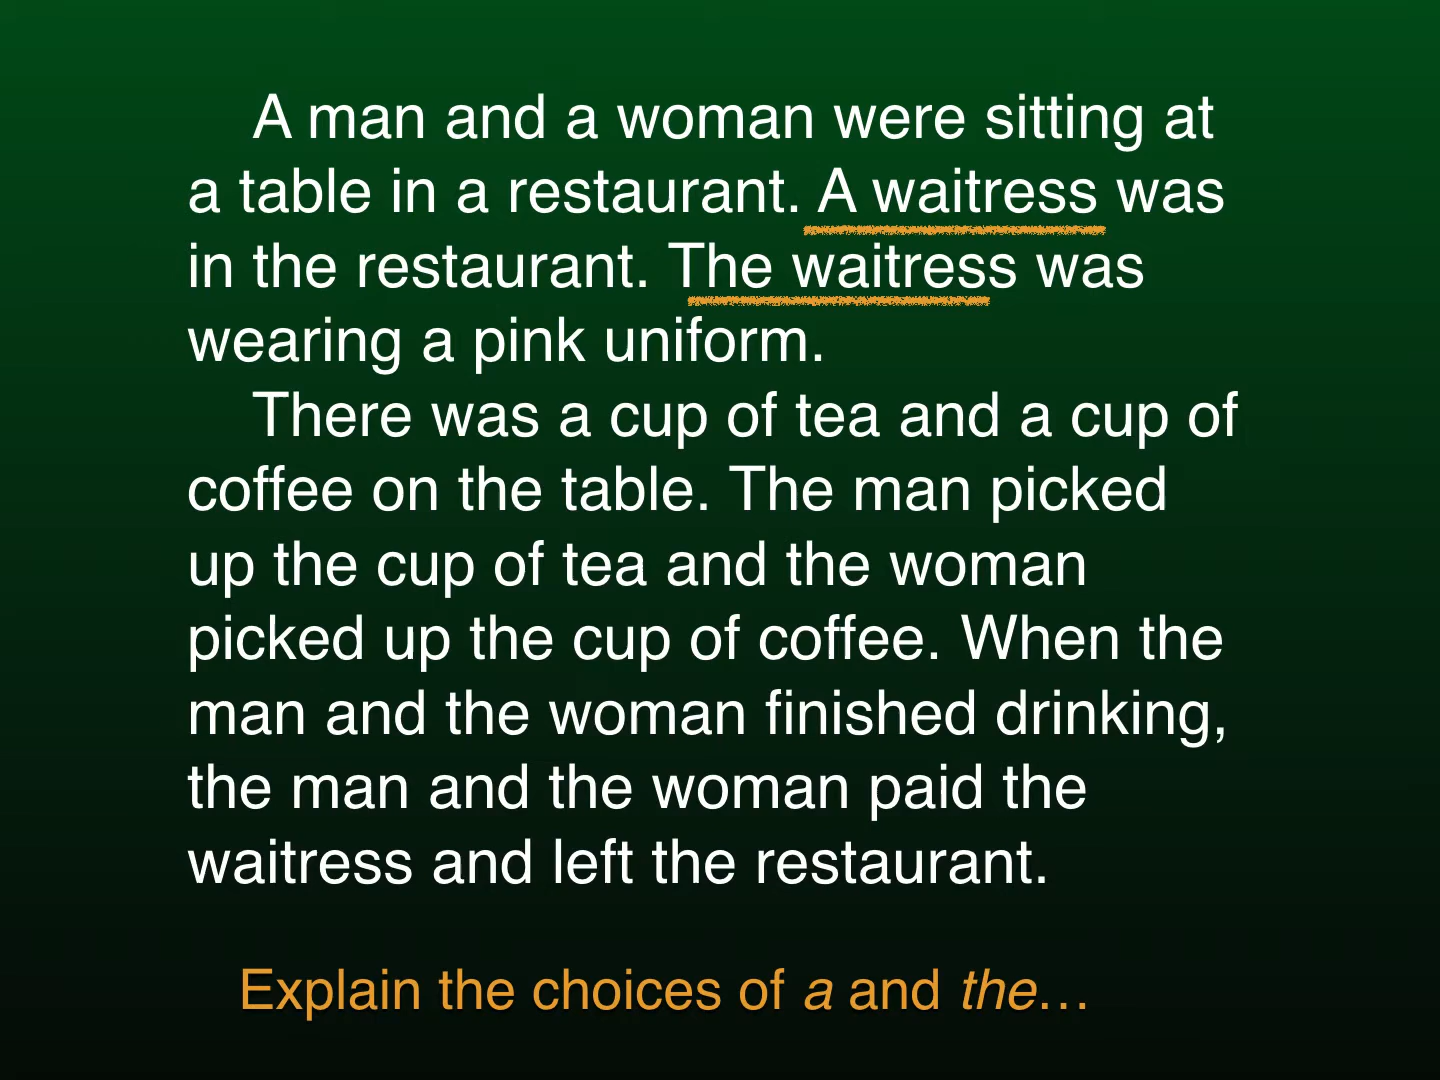 A man and a woman were sitting at
a table in a restaurant. A waitress was
in the restaurant. The waitress was
wearing a pink uniform.
There was a cup of tea and a cup of
coffee on the table. The man picked
up the cup of tea and the woman
picked up the cup of coffee. When the
man and the woman finished drinking,
the man and the woman paid the
waitress and left the restaurant.
Explain the choices of a and the…